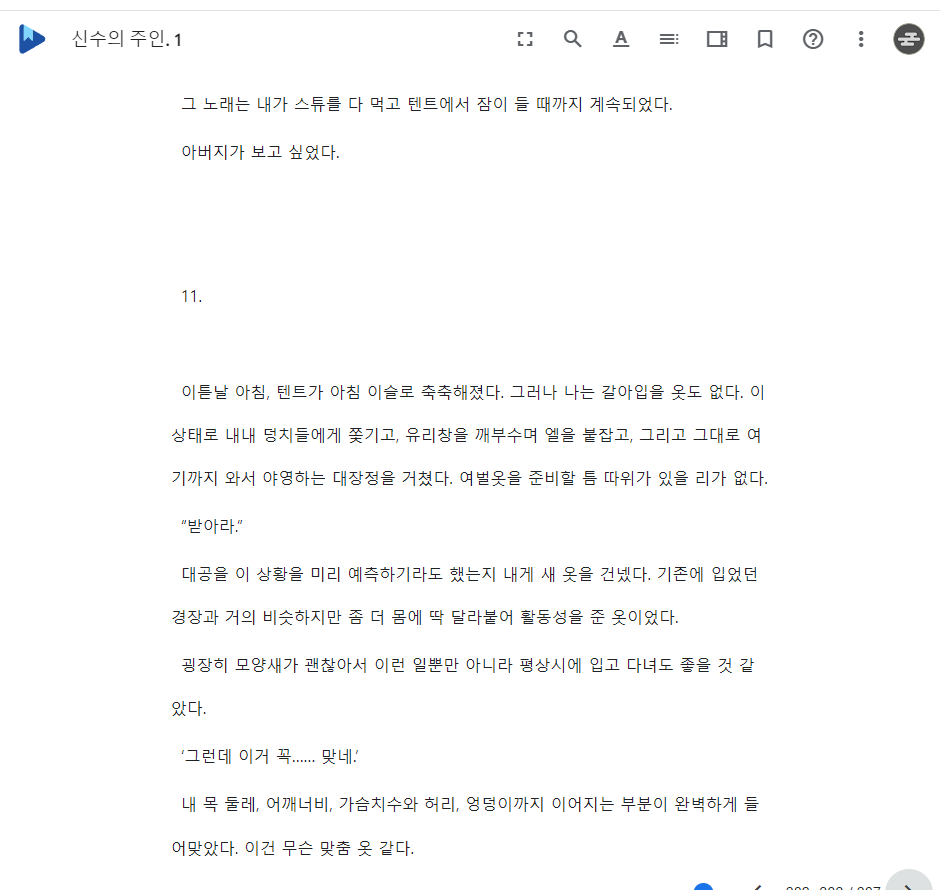 신수의 주인. 1
그 노래는 내가 스튜를 다 먹고 텐트에서 잠이 들 때까지 계속되었다.
아버지가 보고 싶었다.
11.
이튿날 아침, 텐트가 아침 이슬로 축축해졌다. 그러나 나는 갈아입을 옷도 없다. 이
상태로 내내 덩치들에게 쫓기고, 유리창을 깨부수며 엘을 붙잡고, 그리고 그대로 여
기까지 와서 야영하는 대장정을 거쳤다. 여벌옷을 준비할 틈 따위가 있을 리가 없다.
“받아라.”
대공을 이 상황을 미리 예측하기라도 했는지 내게 새 옷을 건넸다. 기존에 입었던
경장과 거의 비슷하지만 좀 더 몸에 딱 달라붙어 활동성을 준 옷이었다.
굉장히 모양새가 괜찮아서 이런 일뿐만 아니라 평상시에 입고 다녀도 좋을 것 같
았다.
‘그런데 이거 꼭...... 맞네.’
내 목 둘레, 어깨너비, 가슴치수와 허리, 엉덩이까지 이어지는 부분이 완벽하게 들
어맞았다. 이건 무슨 맞춤 옷 같다.